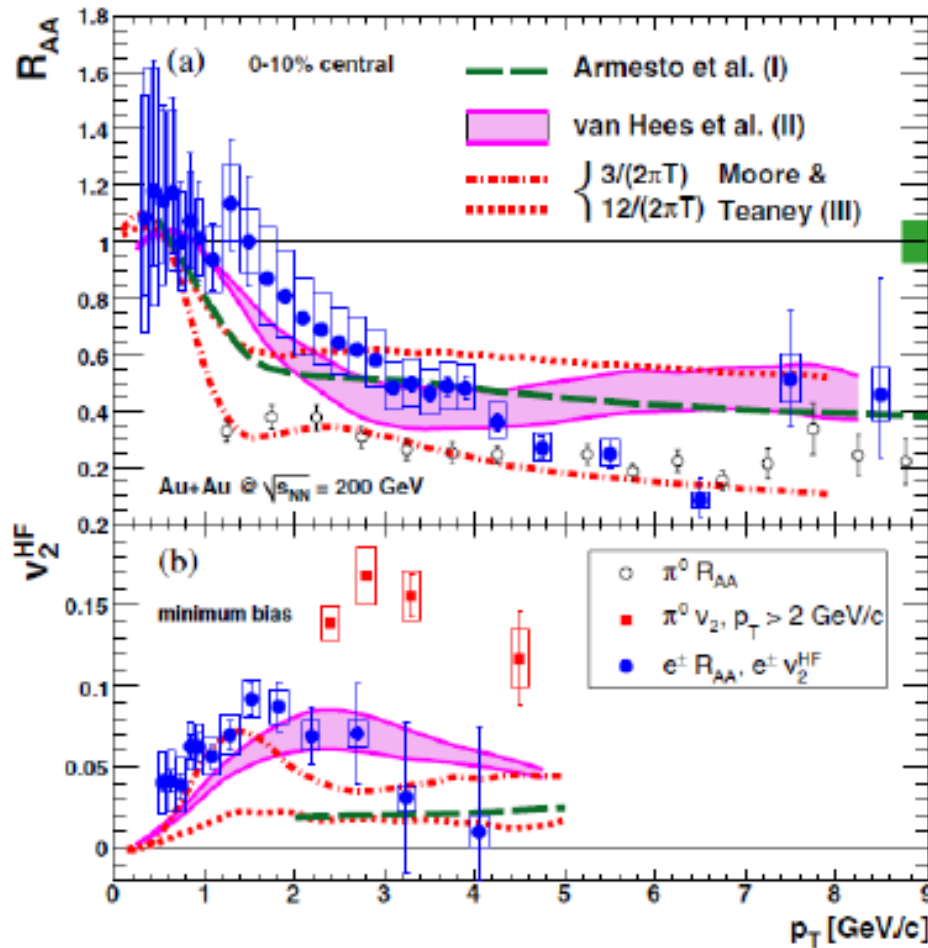 R_AA
1.8
1.6
1.4
1.2
1
0.8
0.6
0.4
0.2
(a) 0-10% central
Armesto et al. (I)
van Hees et al. (II)
3/(2πT) Moore &
12/(2πT) Teaney (III)
Au+Au @ √s_NN = 200 GeV
v_2^HF
0.2
0.15
0.1
0.05
0
(b)
minimum bias
π⁰ R_AA
π⁰ v_2, p_T > 2 GeV/c
e± R_AA, e± v_2^HF
0 1 2 3 4 5 6 7 8 9
p_T [GeV/c]